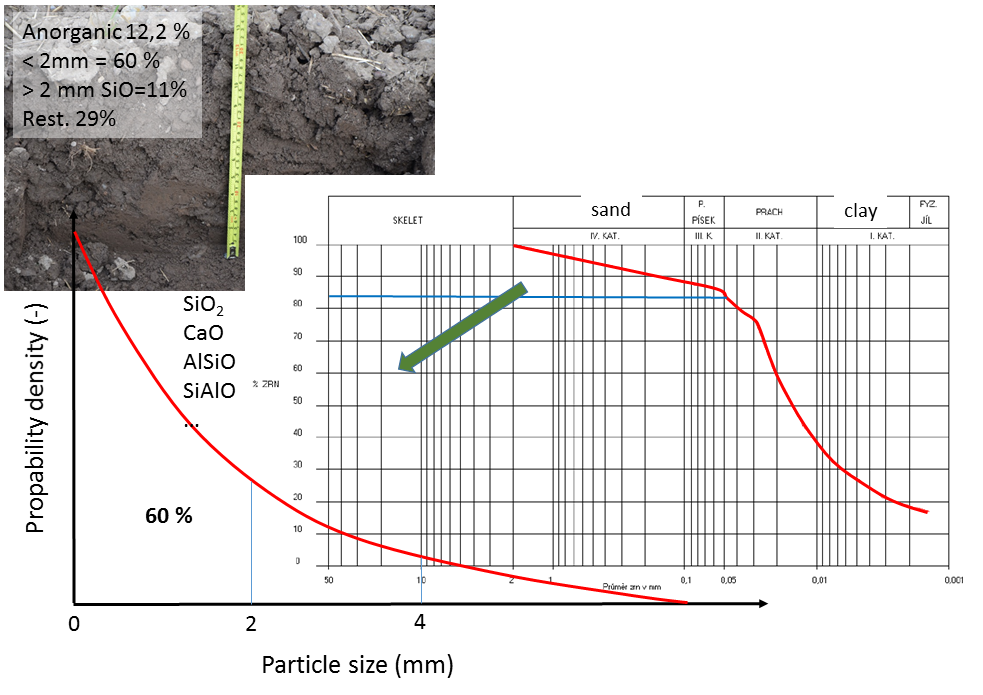 Anorganic 12,2 %
< 2mm = 60 %
> 2 mm SiO=11%
Rest. 29%
SKELET
sand
P.
PÍSEK
PRACH
clay
FYZ.
JÍL
IV. KAT.
III. K.
II. KAT.
I. KAT.
100
90
80
70
60
50
40
30
20
10
0
% ZRN
50
10
2
1
0,1
0,05
0,01
0.001
Průměr zrn v mm
SiO2
CaO
AlSiO
SiAlO
...
60 %
Propability density (-)
0
2
4
Particle size (mm)